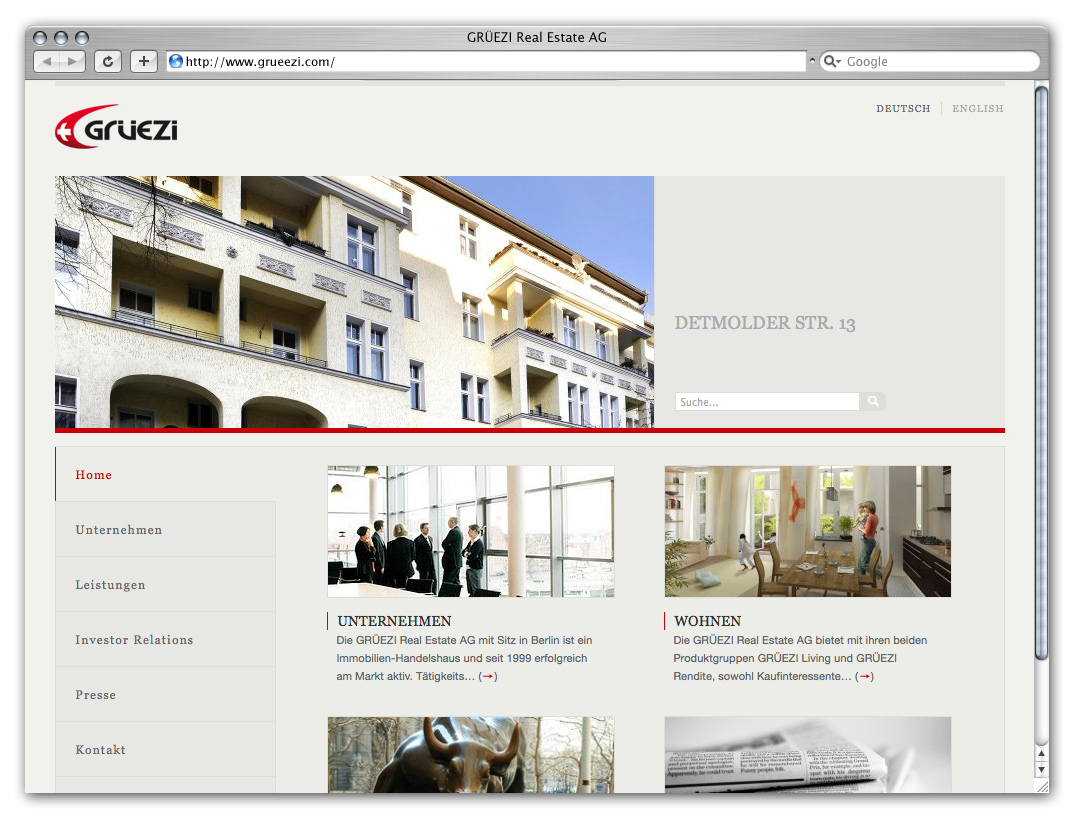 GRÜEZI Real Estate AG
http://www.grueezi.com/
Google
DEUTSCH
ENGLISH
GRÜEZI
DETMOLDER STR. 13
Suche...
Home
Unternehmen
Leistungen
Investor Relations
Presse
Kontakt
UNTERNEHMEN
Die GRÜEZI Real Estate AG mit Sitz in Berlin ist ein
Immobilien-Handelshaus und seit 1999 erfolgreich
am Markt aktiv. Tätigkeits... (→)
WOHNEN
Die GRÜEZI Real Estate AG bietet mit ihren beiden
Produktgruppen GRÜEZI Living und GRÜEZI
Rendite, sowohl Kaufinteressente... (→)